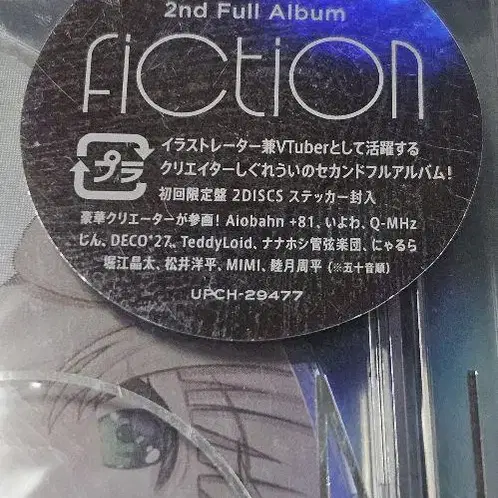 2nd Full Album
fiction
プラ
イラストレーター兼VTuberとして活躍する
クリエイターしぐれういのセカンドフルアルバム!
初回限定盤 2DISCS ステッカー封入
豪華クリエーターが参画! Aiobahn +81、いよわ、Q-MHz
じん、DECO*27、TeddyLoid、ナナホシ管弦楽団、にゃるら
堀江晶太、松井洋平、MIMI、睦月周平 (※五十音順)
UPCH-29477